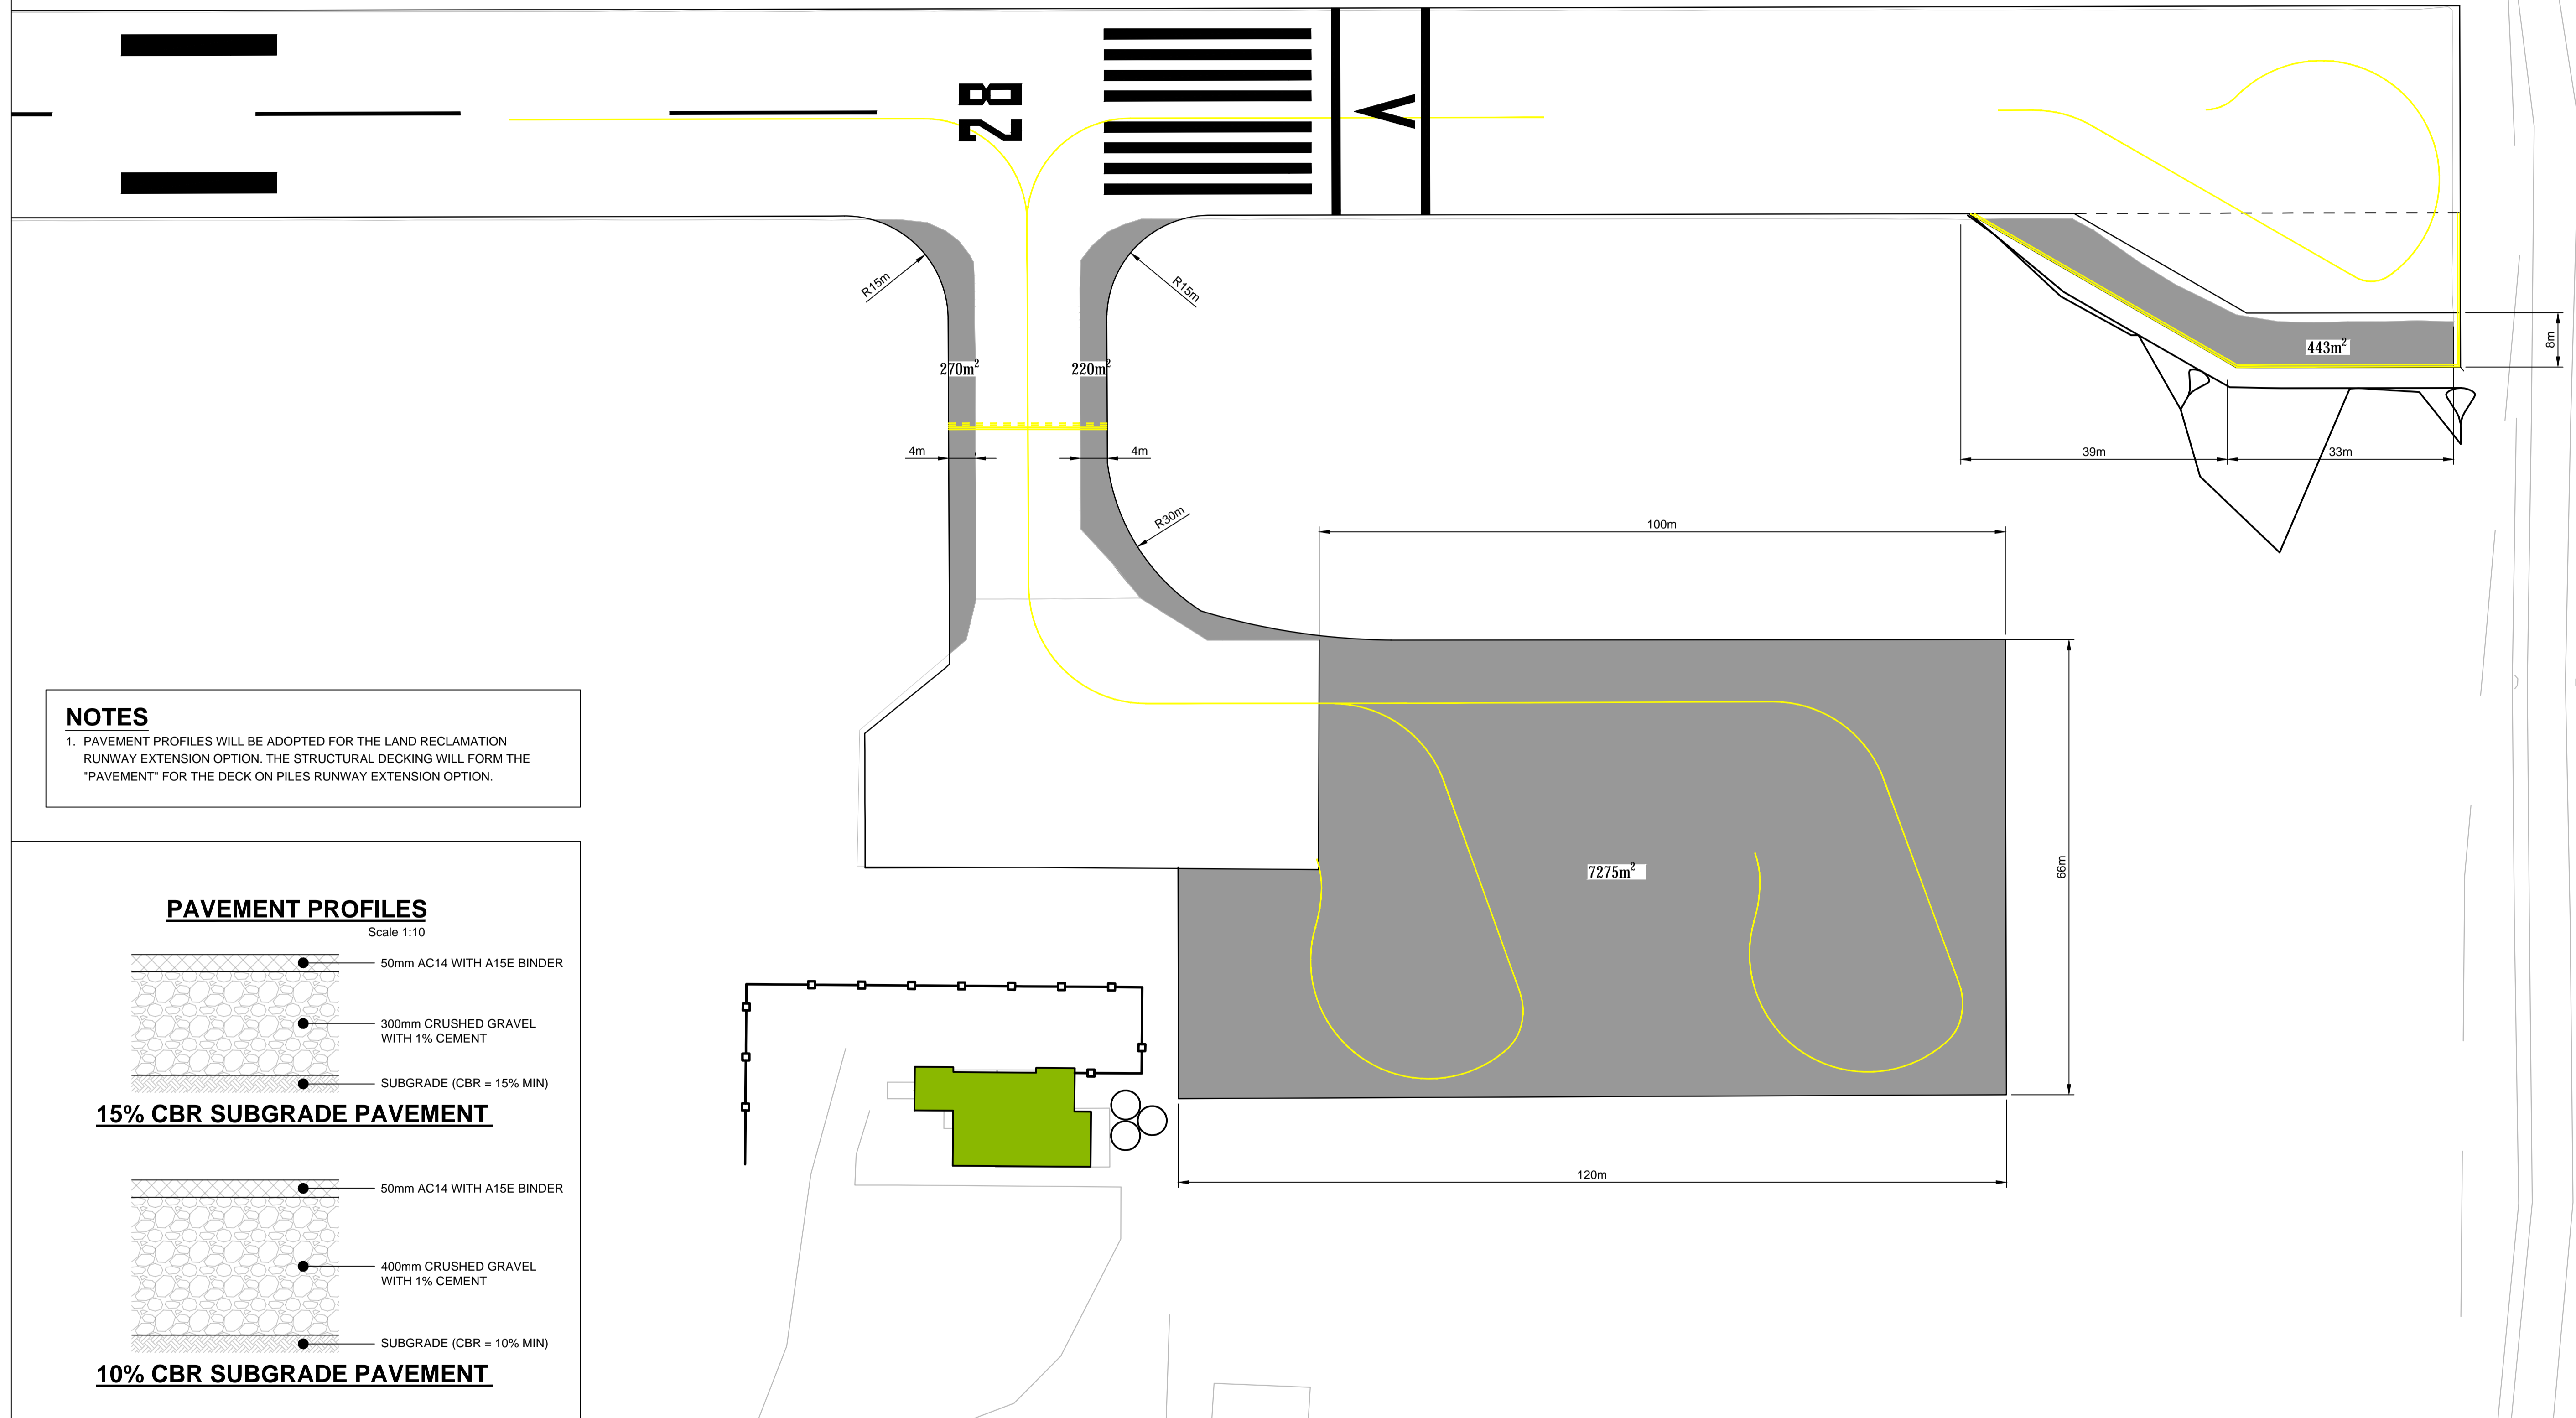 28
R15m
R15m
270m²
220m²
443m²
8m
4m
4m
39m
33m
R30m
100m
NOTES
1. PAVEMENT PROFILES WILL BE ADOPTED FOR THE LAND RECLAMATION
RUNWAY EXTENSION OPTION. THE STRUCTURAL DECKING WILL FORM THE
"PAVEMENT" FOR THE DECK ON PILES RUNWAY EXTENSION OPTION.
7275m²
66m
120m
PAVEMENT PROFILES
Scale 1:10
50mm AC14 WITH A15E BINDER
300mm CRUSHED GRAVEL
WITH 1% CEMENT
SUBGRADE (CBR = 15% MIN)
15% CBR SUBGRADE PAVEMENT
50mm AC14 WITH A15E BINDER
400mm CRUSHED GRAVEL
WITH 1% CEMENT
SUBGRADE (CBR = 10% MIN)
10% CBR SUBGRADE PAVEMENT